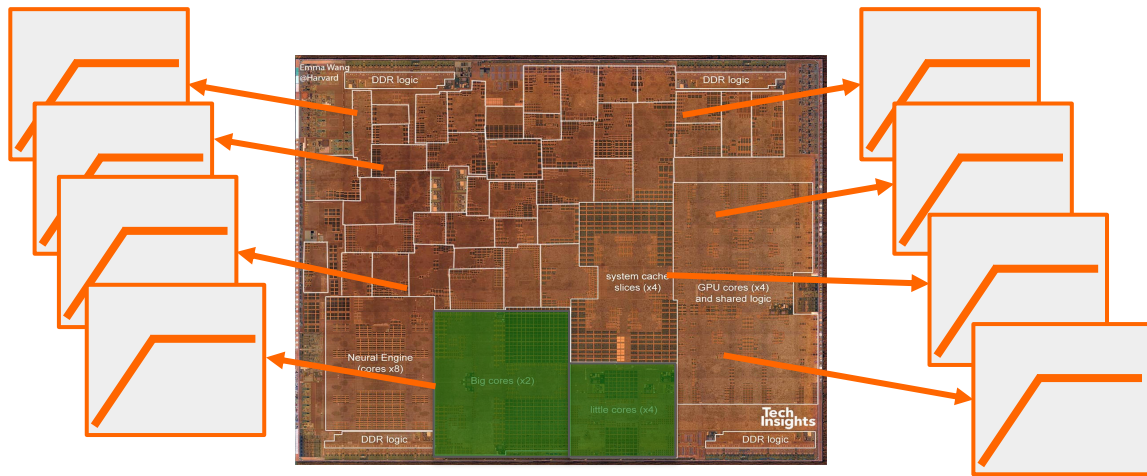 Emma Wang
@Harvard
DDR logic
DDR logic
system cache
slices (x4)
GPU cores (x4)
and shared logic
Neural Engine
(cores x8)
Big cores (x2)
little cores (x4)
Tech
Insights
DDR logic
DDR logic